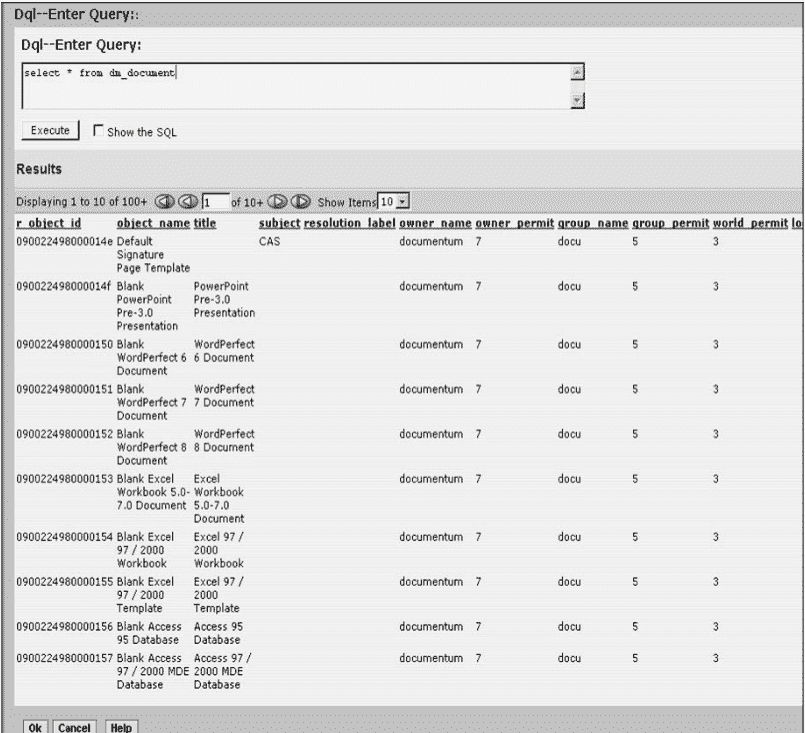 Dql--Enter Query::
Dql--Enter Query:
select * from dm_document
Execute Show the SQL
Results
Displaying 1 to 10 of 100+ 1 of 10+ Show Items 10
r_object_id object_name title subject resolution_label owner_name owner_permit group_name group_permit world_permit lo
090022498000014e Default CAS documentum 7 docu 5 3
Signature
Page Template
090022498000014f Blank PowerPoint documentum 7 docu 5 3
PowerPoint Pre-3.0
Pre-3.0 Presentation
Presentation
0900224980000150 Blank WordPerfect documentum 7 docu 5 3
WordPerfect 6 6 Document
Document
0900224980000151 Blank WordPerfect documentum 7 docu 5 3
WordPerfect 7 7 Document
Document
0900224980000152 Blank WordPerfect documentum 7 docu 5 3
WordPerfect 8 8 Document
Document
0900224980000153 Blank Excel Excel documentum 7 docu 5 3
Workbook 5.0- Workbook
7.0 Document 5.0-7.0
Document
0900224980000154 Blank Excel Excel 97 / documentum 7 docu 5 3
97 / 2000 2000
Workbook Workbook
0900224980000155 Blank Excel Excel 97 / documentum 7 docu 5 3
97 / 2000 2000
Template Template
0900224980000156 Blank Access Access 95 documentum 7 docu 5 3
95 Database Database
0900224980000157 Blank Access Access 97 / documentum 7 docu 5 3
97 / 2000 MDE 2000 MDE
Database Database
Ok Cancel Help